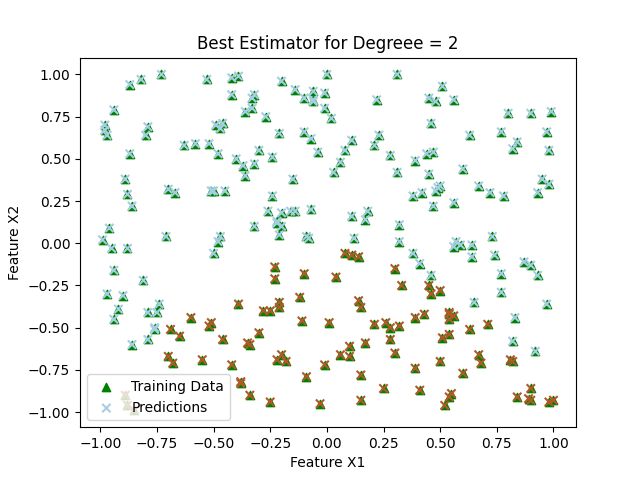 Best Estimator for Degreee = 2
1.00
0.75
0.50
0.25
0.00
−0.25
−0.50
−0.75
−1.00
Feature X2
Training Data
Predictions
−1.00 −0.75 −0.50 −0.25 0.00 0.25 0.50 0.75 1.00
Feature X1